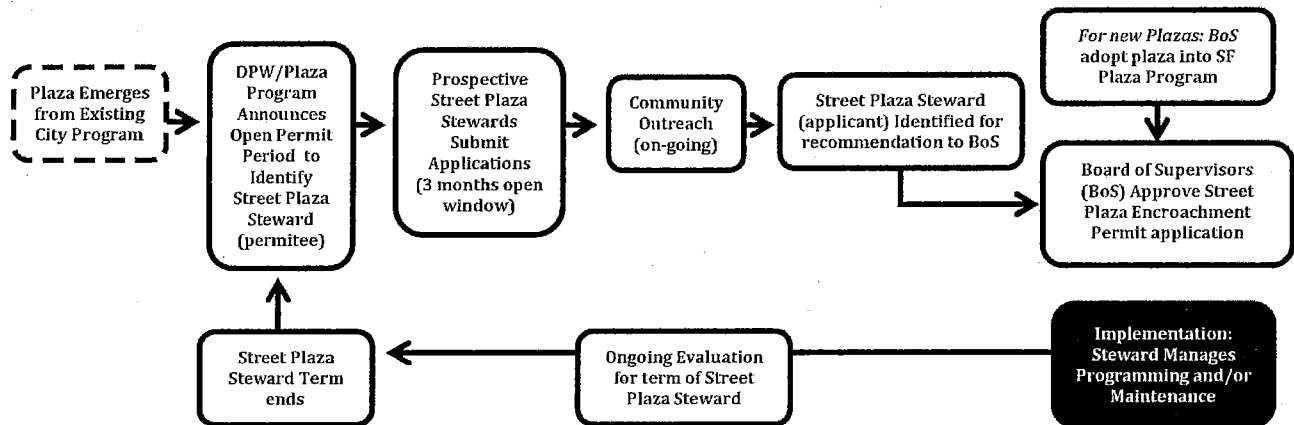 Plaza Emerges
from Existing
City Program
DPW/Plaza
Program
Announces
Open Permit
Period to
Identify
Street Plaza
Steward
(permitee)
Prospective
Street Plaza
Stewards
Submit
Applications
(3 months open
window)
Community
Outreach
(on-going)
Street Plaza Steward
(applicant) Identified for
recommendation to BoS
For new Plazas: BoS
adopt plaza into SF
Plaza Program
Board of Supervisors
(BoS) Approve Street
Plaza Encroachment
Permit application
Implementation:
Steward Manages
Programming and/or
Maintenance
Ongoing Evaluation
for term of Street
Plaza Steward
Street Plaza
Steward Term
ends